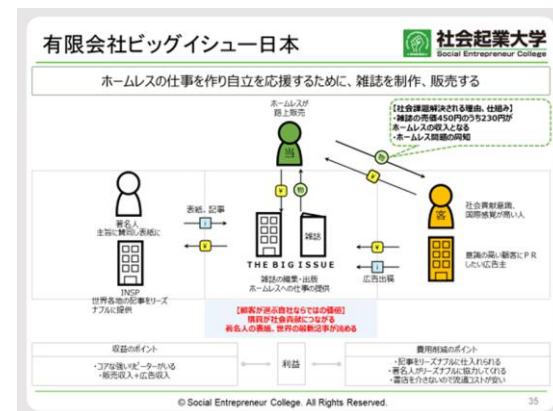 有限会社ビッグイシュー日本
社会起業大学
Social Entrepreneur College
ホームレスの仕事を作り自立を応援するために、雑誌を制作、販売する
ホームレスが
路上販売
【社会課題解決される理由、仕組み】
・雑誌の売価450円のうち230円が
ホームレスの収入となる
・ホームレス問題の周知
当
物
¥
¥
物
¥
著名人
主旨に賛同し表紙に
表紙、記事
i
¥
雑誌
客
社会貢献意識、
国際感覚が高い人
INSP
世界各地の記事をリーズ
ナブルに提供
THE BIG ISSUE
雑誌の編集・出版
ホームレスへの仕事の提供
¥
i
広告出稿
意識の高い顧客にPR
したい広告主
【顧客が選ぶ自社ならではの価値】
購買が社会貢献につながる
著名人の表紙、世界の最新記事が読める
収益のポイント
・コアな強いリピーターがいる
・販売収入+広告収入
利益
費用削減のポイント
・記事をリーズナブルに仕入れられる
・著名人がリーズナブルに協力してくれる
・書店を介さないので流通コストが安い
© Social Entrepreneur College. All Rights Reserved.
35